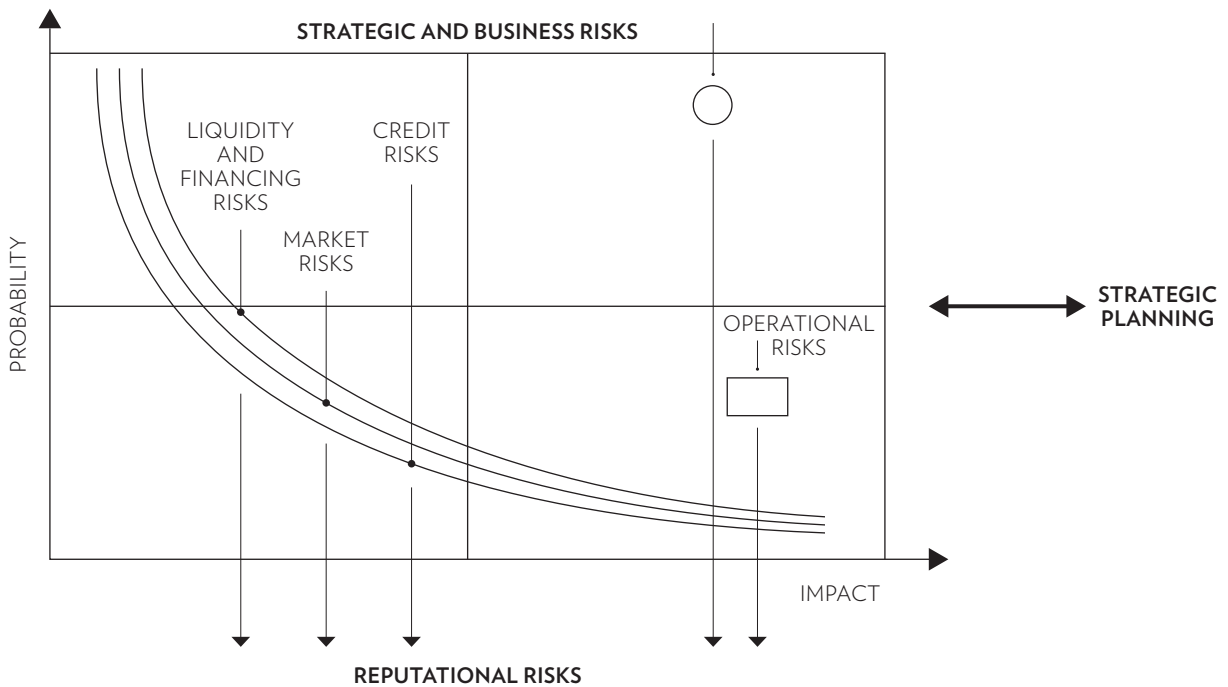 STRATEGIC AND BUSINESS RISKS
LIQUIDITY
AND
FINANCING
RISKS
CREDIT
RISKS
MARKET
RISKS
PROBABILITY
OPERATIONAL
RISKS
STRATEGIC
PLANNING
IMPACT
REPUTATIONAL RISKS